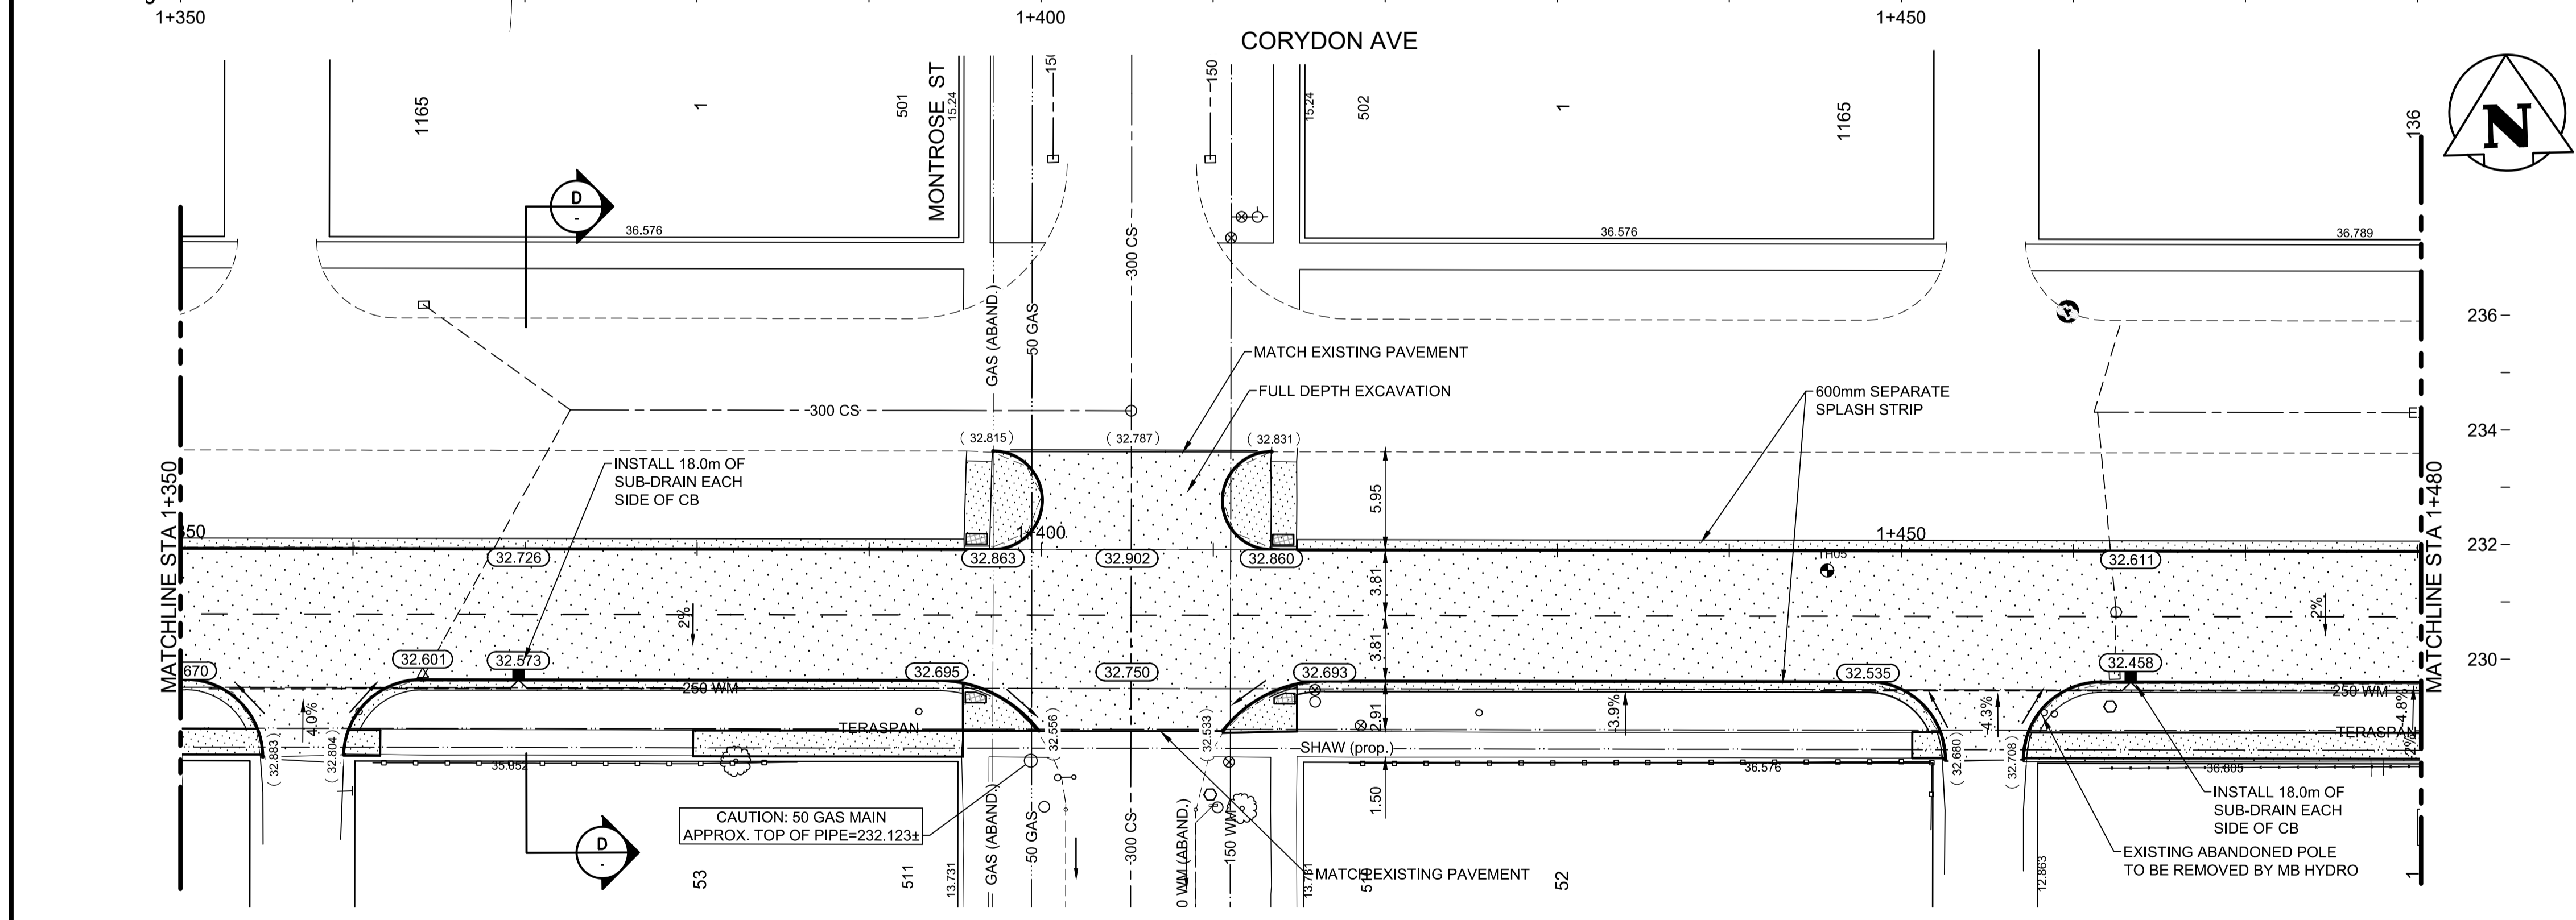 1+350
1+400
1+450
CORYDON AVE
MONTROSE ST
1165
1
501
15.24
150
15.24
502
1
1165
136
N
D
-
36.576
36.576
36.789
300 CS
GAS (ABAND.)
50 GAS
236
MATCH EXISTING PAVEMENT
FULL DEPTH EXCAVATION
600mm SEPARATE
SPLASH STRIP
300 CS
E
234
(32.815)
(32.787)
(32.831)
INSTALL 18.0m OF
SUB-DRAIN EACH
SIDE OF CB
MATCHLINE STA 1+350
MATCHLINE STA 1+480
5.95
1+400
1+450
232
32.726
32.863
32.902
32.860
TH05
32.611
3.81
2%
2%
3.81
230
670
32.601
32.573
32.695
32.750
32.693
32.535
32.458
250 WM
250 WM
4.0%
TERASPAN
2.91
-3.9%
-4.3%
-4.8%
TERASPAN
2%
(32.883)
(32.804)
(32.556)
(32.533)
SHAW (prop.)
(32.680)
(32.708)
35.052
36.576
36.605
1.50
CAUTION: 50 GAS MAIN
APPROX. TOP OF PIPE=232.123±
INSTALL 18.0m OF
SUB-DRAIN EACH
SIDE OF CB
EXISTING ABANDONED POLE
TO BE REMOVED BY MB HYDRO
D
-
53
511
13.731
GAS (ABAND.)
50 GAS
300 CS
0 WM (ABAND.)
150 WM
13.731
MATCH EXISTING PAVEMENT
52
12.863
1